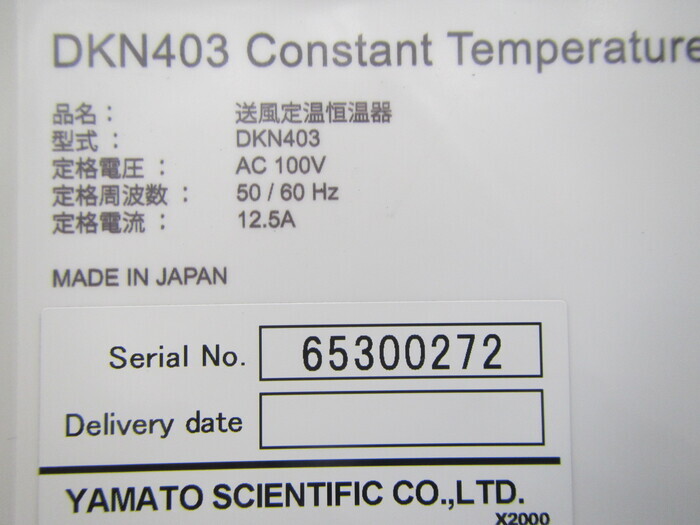 DKN403 Constant Temperature
品名： 送風定温恒温器
型式： DKN403
定格電圧： AC 100V
定格周波数： 50 / 60 Hz
定格電流： 12.5A
MADE IN JAPAN
Serial No. 65300272
Delivery date
YAMATO SCIENTIFIC CO.,LTD.
X2000